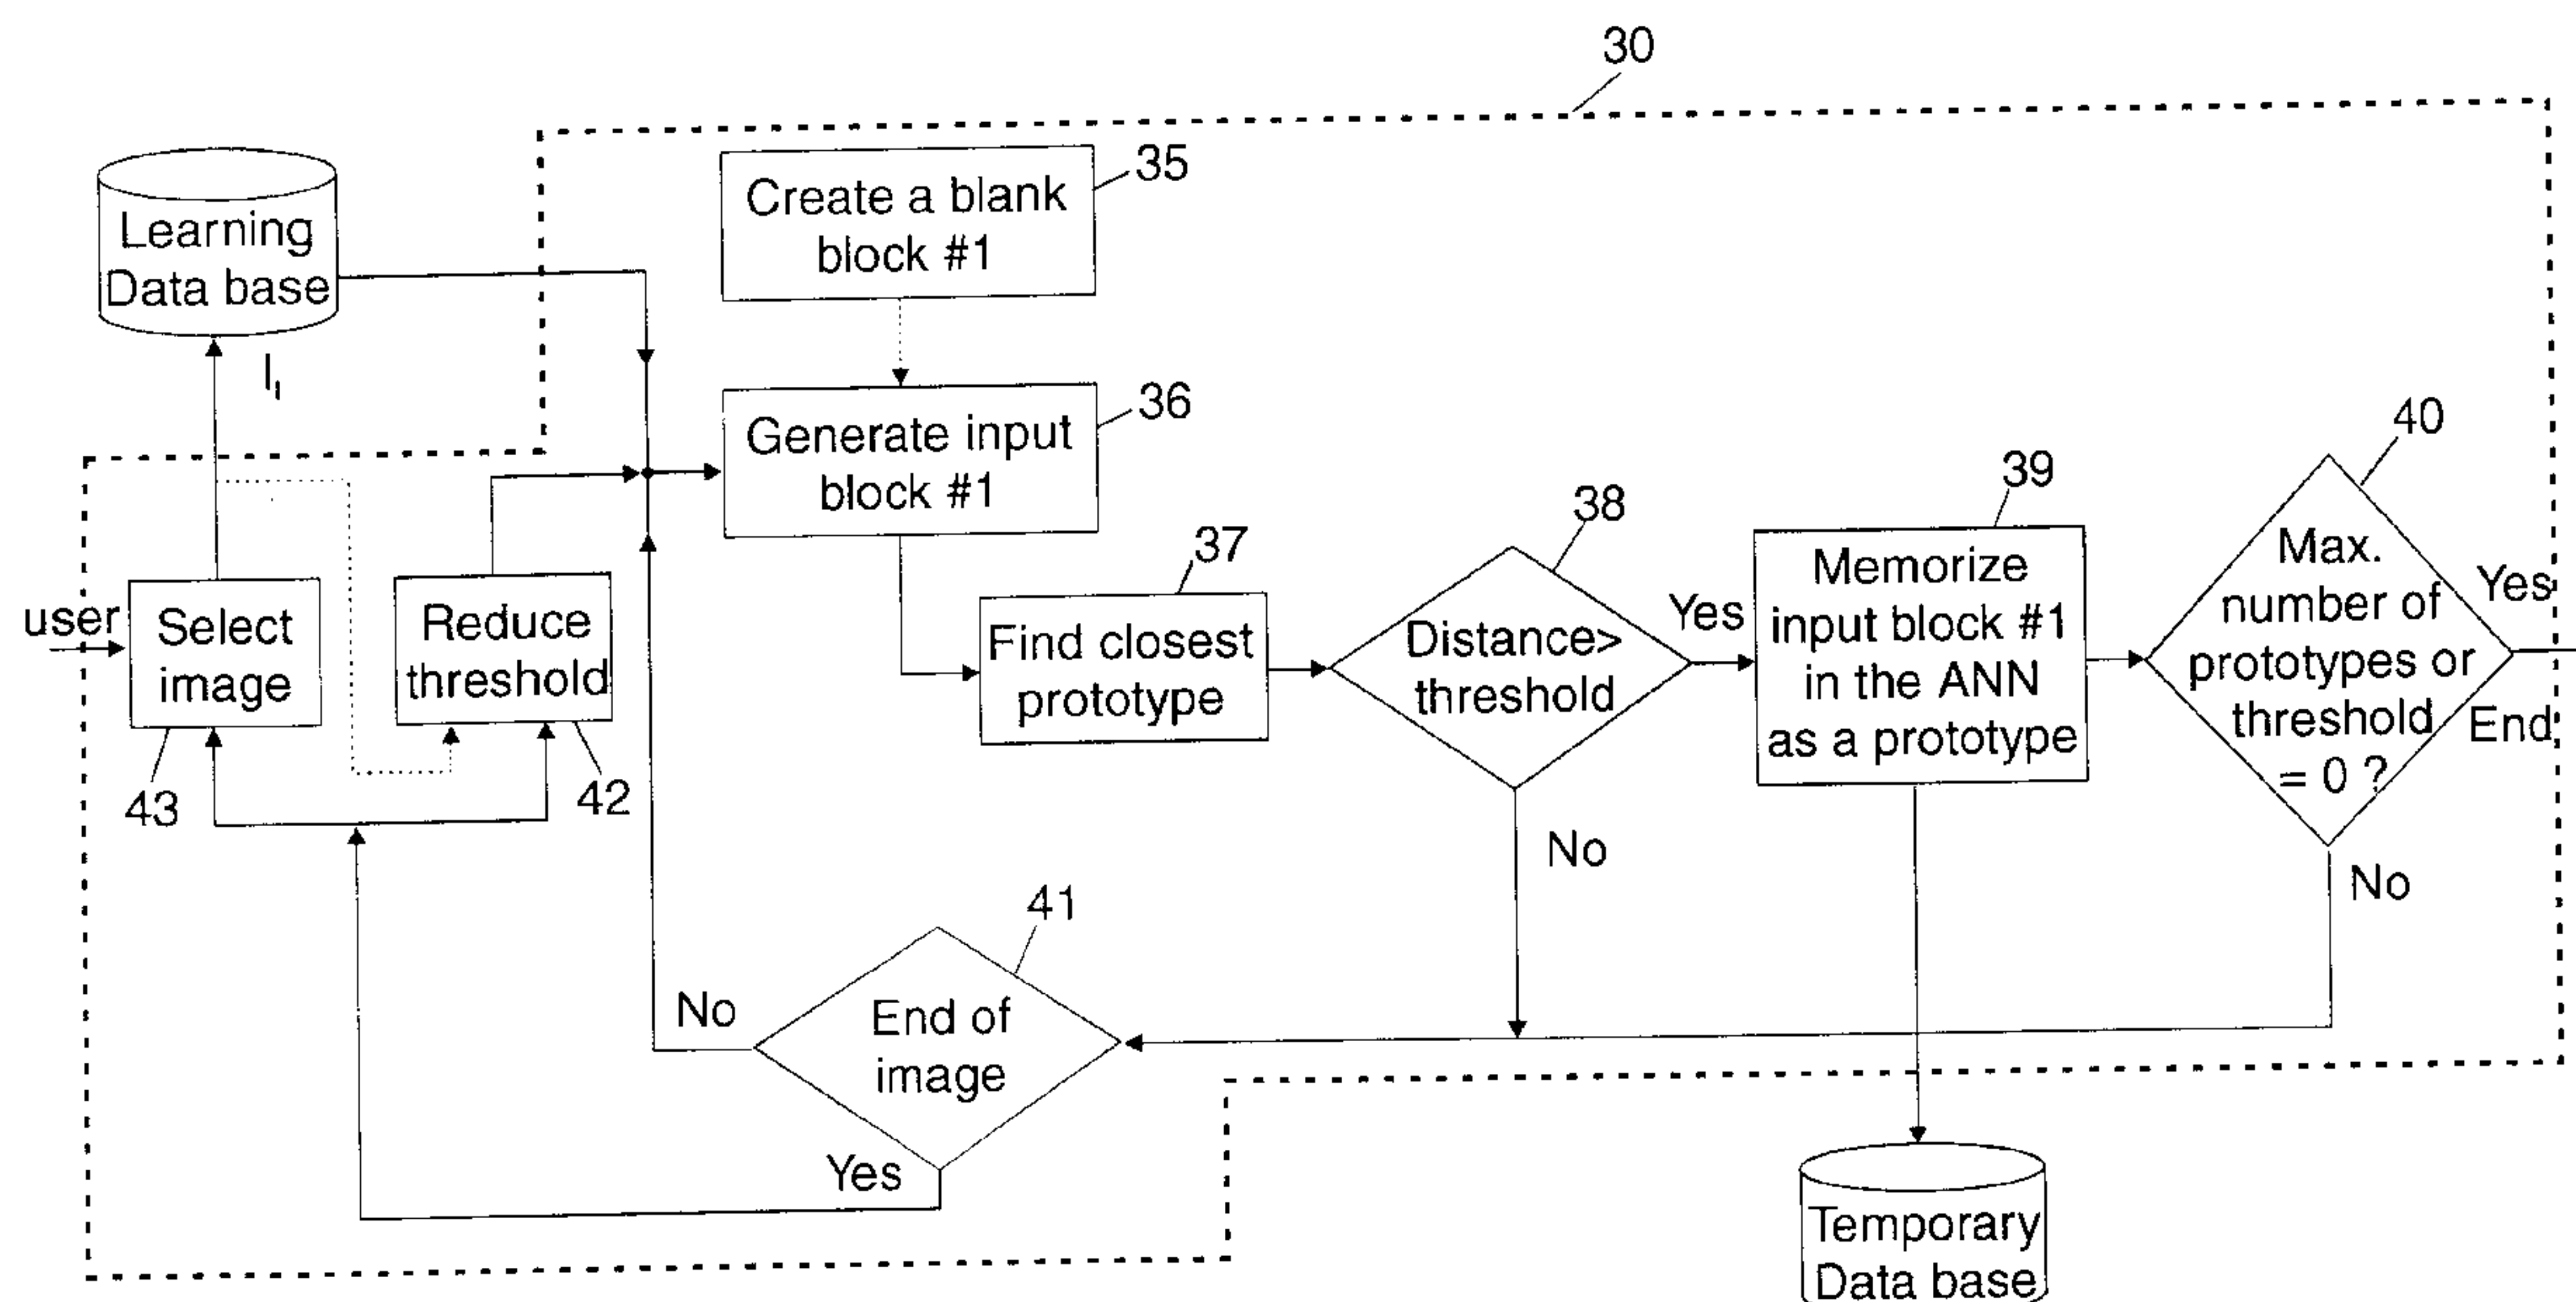 30
Learning
Data base
Create a blank
block #1
35
I₁
Generate input
block #1
36
user
Select
image
43
Reduce
threshold
42
Find closest
prototype
37
Distance>
threshold
38
Yes
No
Memorize
input block #1
in the ANN
as a prototype
39
Max.
number of
prototypes or
threshold
= 0 ?
40
Yes
End
No
End of
image
41
No
Yes
Temporary
Data base